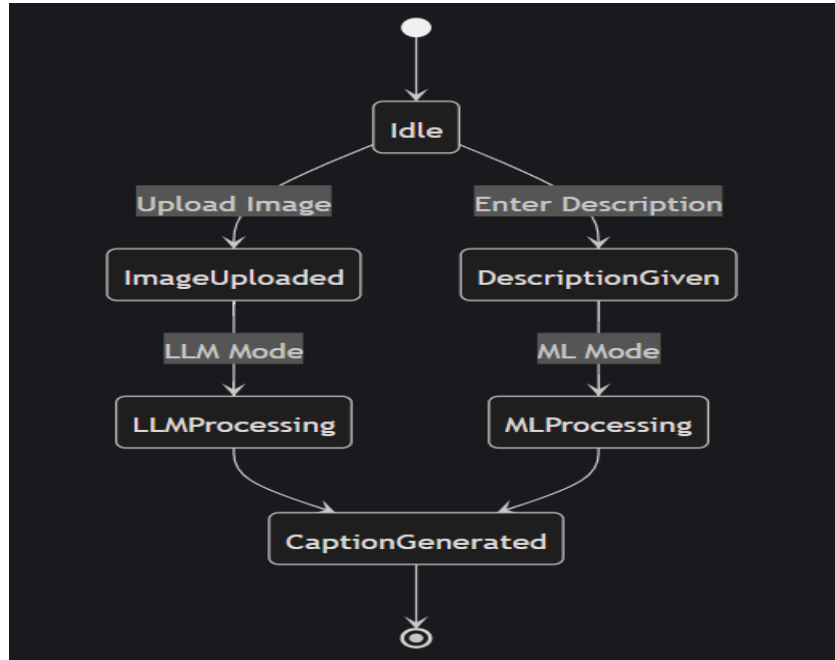 Idle
Upload Image
Enter Description
ImageUploaded
DescriptionGiven
LLM Mode
ML Mode
LLMProcessing
MLProcessing
CaptionGenerated